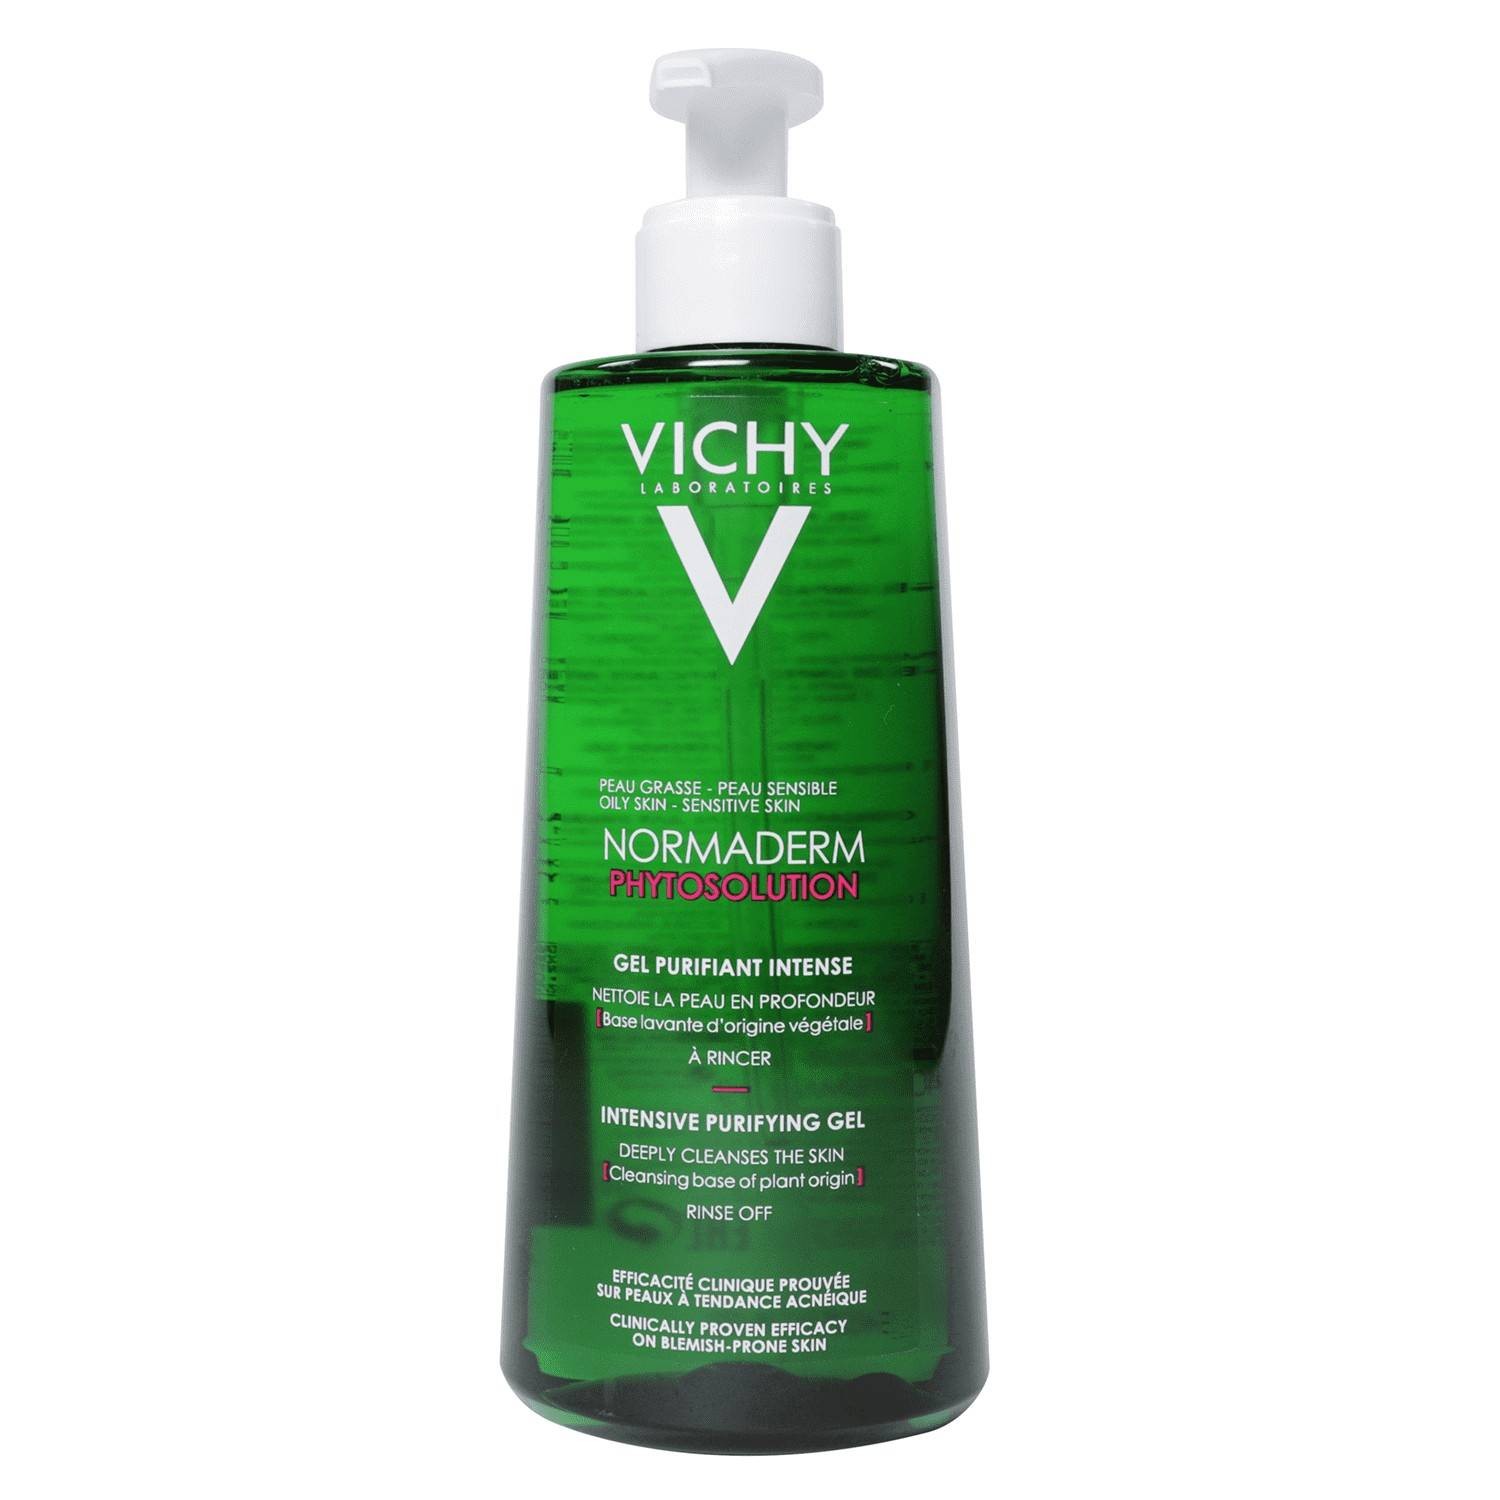 VICHY
LABORATOIRES
V
PEAU GRASSE - PEAU SENSIBLE
OILY SKIN - SENSITIVE SKIN
NORMADERM
PHYTOSOLUTION
GEL PURIFIANT INTENSE
NETTOIE LA PEAU EN PROFONDEUR
[Base lavante d'origine végétale]
À RINCER
INTENSIVE PURIFYING GEL
DEEPLY CLEANSES THE SKIN
[Cleansing base of plant origin]
RINSE OFF
EFFICACITÉ CLINIQUE PROUVÉE
SUR PEAUX À TENDANCE ACNÉIQUE
CLINICALLY PROVEN EFFICACY
ON BLEMISH-PRONE SKIN